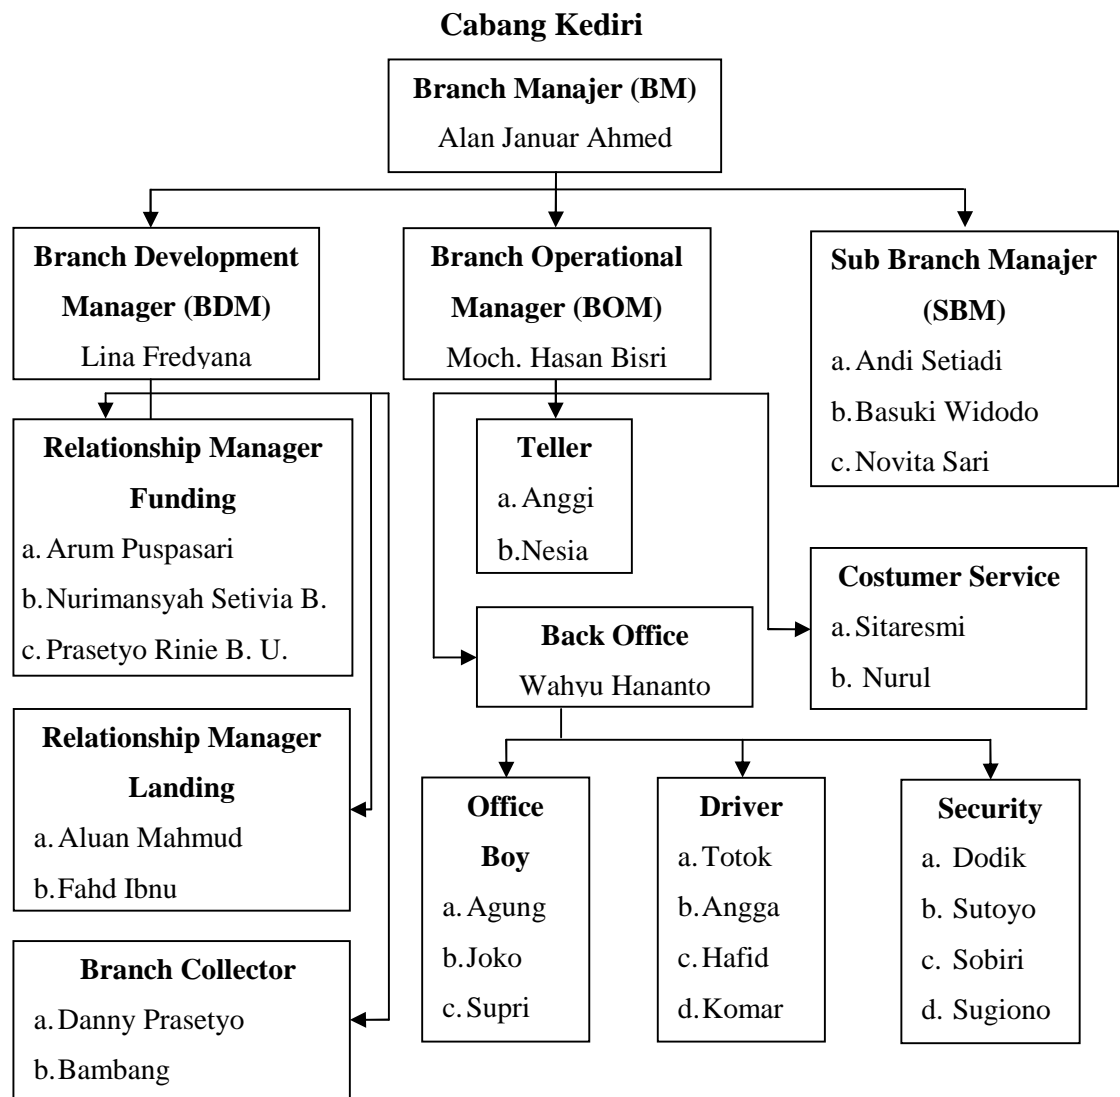 Cabang Kediri
Branch Manajer (BM)
Alan Januar Ahmed
Branch Development
Manager (BDM)
Lina Fredyana
Branch Operational
Manager (BOM)
Moch. Hasan Bisri
Sub Branch Manajer
(SBM)
a. Andi Setiadi
b. Basuki Widodo
c. Novita Sari
Relationship Manager
Funding
a. Arum Puspasari
b. Nurimansyah Setivia B.
c. Prasetyo Rinie B. U.
Teller
a. Anggi
b. Nesia
Costumer Service
a. Sitaresmi
b. Nurul
Back Office
Wahyu Hananto
Relationship Manager
Landing
a. Aluan Mahmud
b. Fahd Ibnu
Office
Boy
a. Agung
b. Joko
c. Supri
Driver
a. Totok
b. Angga
c. Hafid
d. Komar
Security
a. Dodik
b. Sutoyo
c. Sobiri
d. Sugiono
Branch Collector
a. Danny Prasetyo
b. Bambang